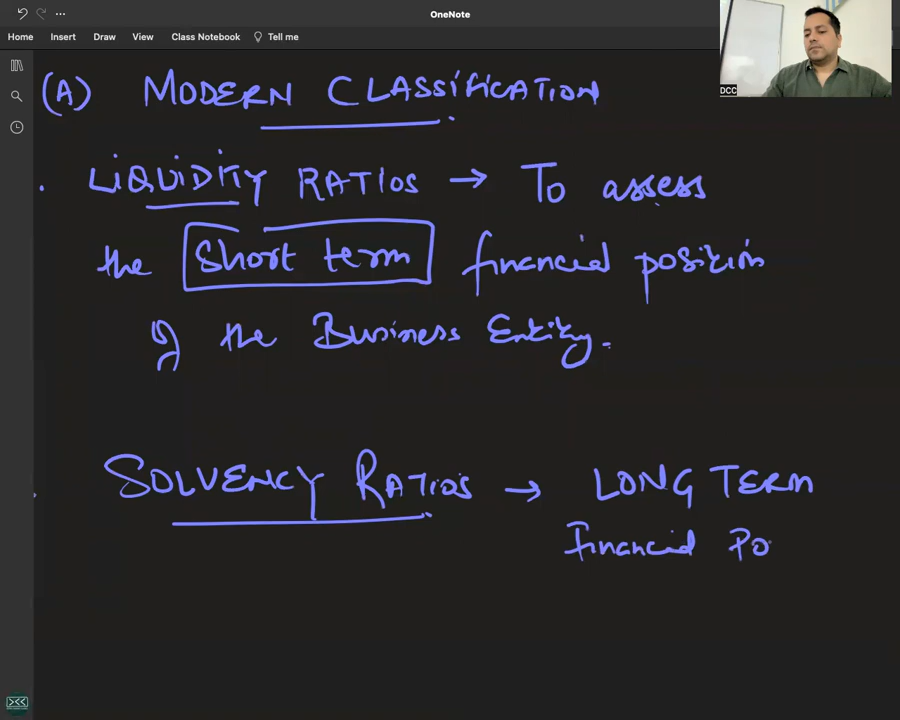 OneNote
Home Insert Draw View Class Notebook Tell me
DCC
(A) MODERN CLASSIFICATION
. LIQUIDITY RATIOS → To assess
the Short term financial position
of the Business Entity.
. SOLVENCY RATIOS → LONG TERM
Financial Po
DCC